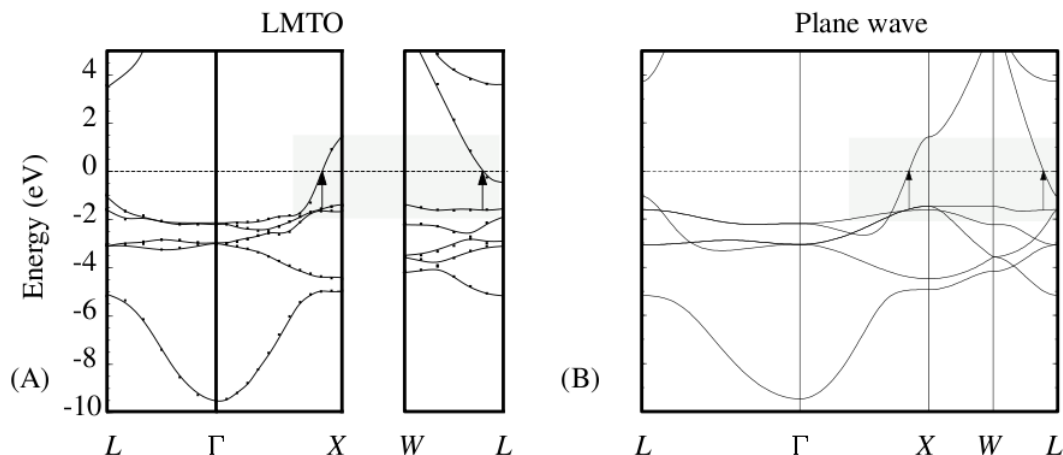 LMTO
Plane wave
Energy (eV)
4
2
0
-2
-4
-6
-8
-10
(A)
(B)
L Γ X W L
L Γ X W L